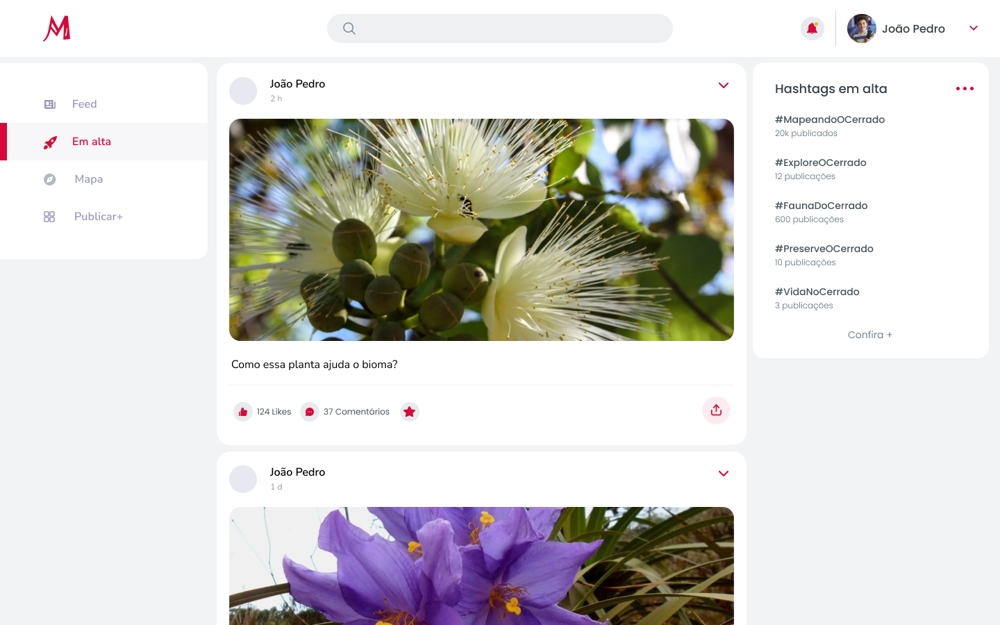 M
João Pedro
Feed
Em alta
Mapa
Publicar+
João Pedro
2 h
Como essa planta ajuda o bioma?
124 Likes
37 Comentários
João Pedro
1 d
Hashtags em alta
#MapeandoOCerrado
20k publicados
#ExploreOCerrado
12 publicações
#FaunaDoCerrado
600 publicações
#PreserveOCerrado
10 publicações
#VidaNoCerrado
3 publicações
Confira +